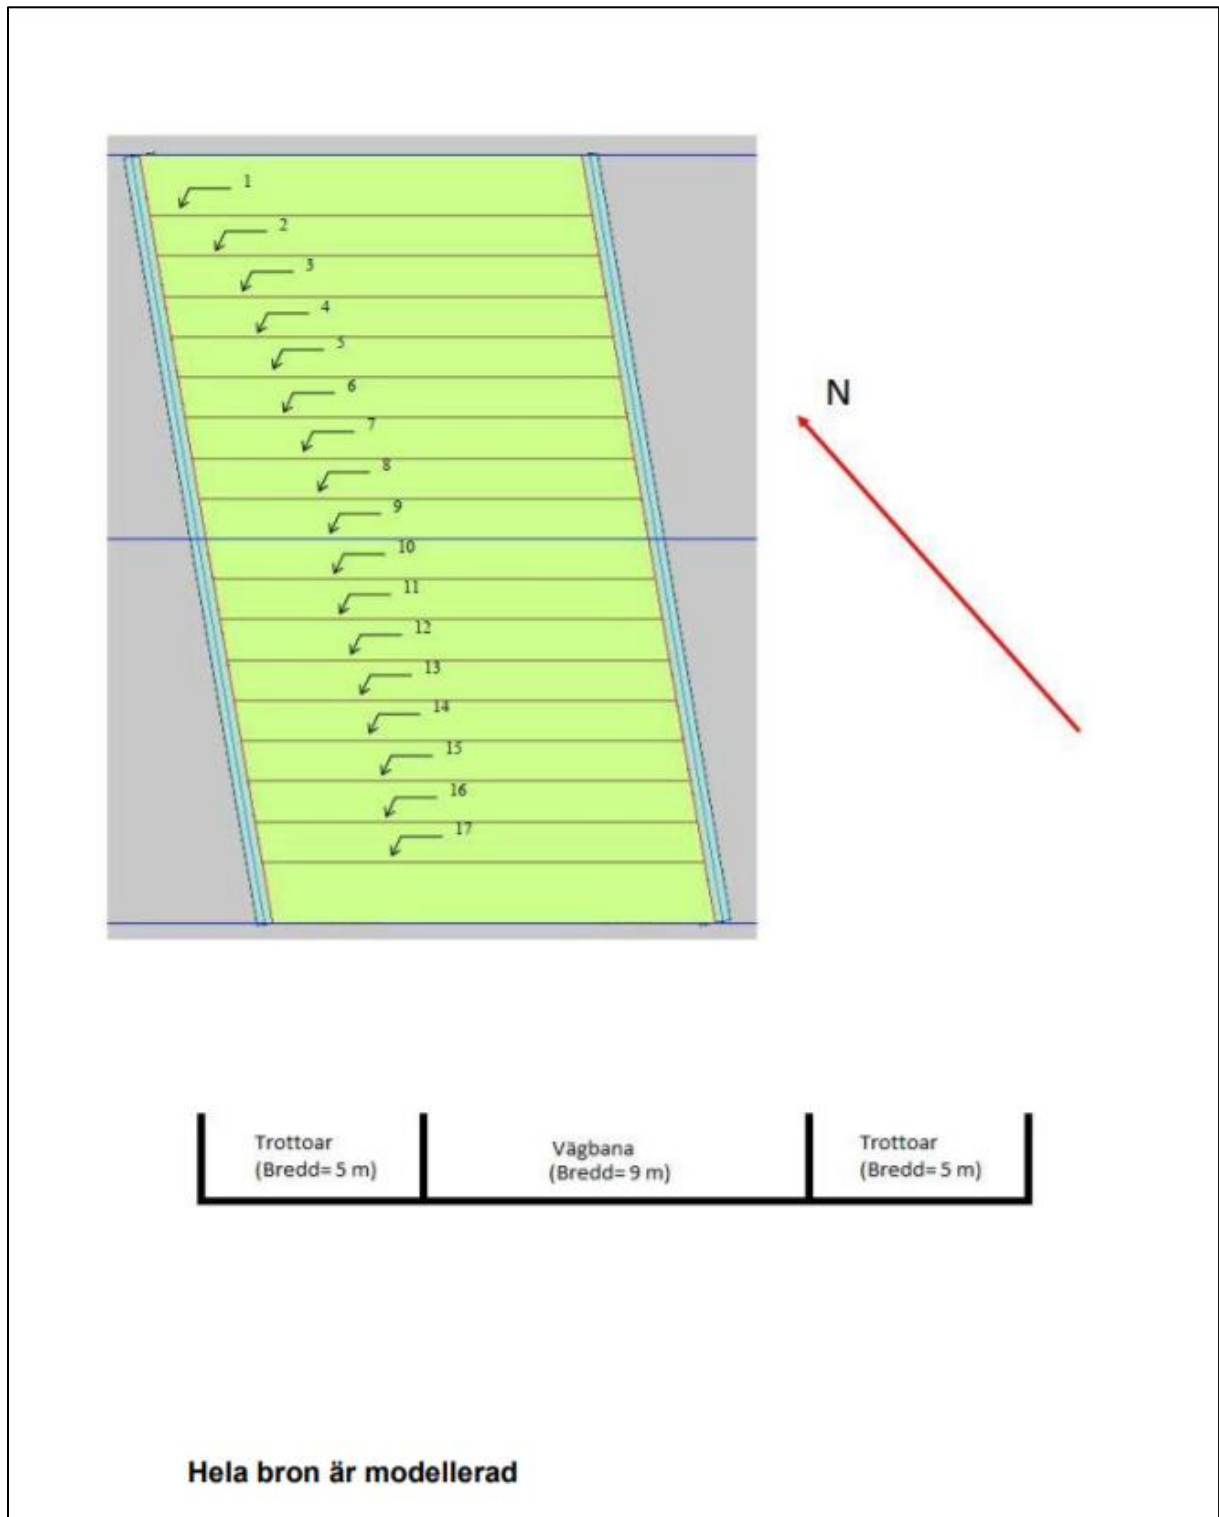 1
2
3
4
5
6
N
7
8
9
10
11
12
13
14
15
16
17
Trottoar
(Bredd= 5 m)
Vägbana
(Bredd= 9 m)
Trottoar
(Bredd= 5 m)
Hela bron är modellerad